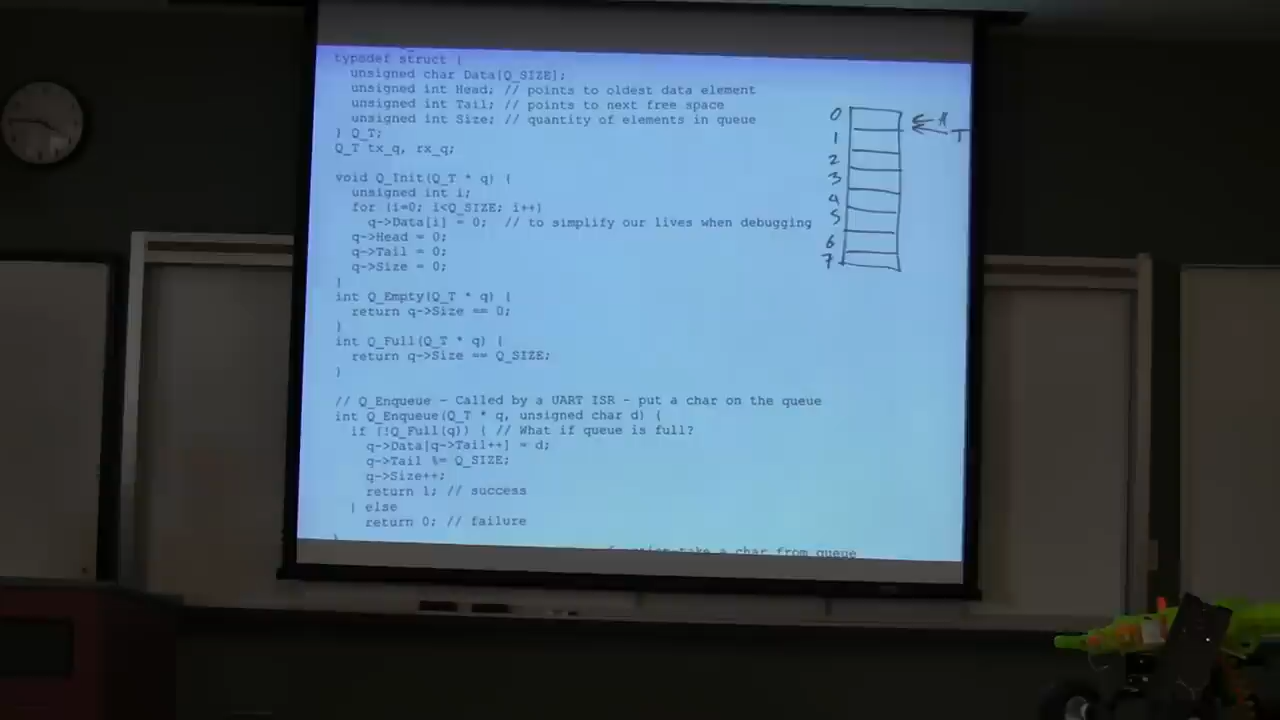 typedef struct {
unsigned char Data[Q_SIZE];
unsigned int Head; // points to oldest data element
unsigned int Tail; // points to next free space
unsigned int Size; // quantity of elements in queue
} Q_T;
Q_T tx_q, rx_q;
void Q_Init(Q_T * q) {
unsigned int i;
for (i=0; i<Q_SIZE; i++)
q->Data[i] = 0; // to simplify our lives when debugging
q->Head = 0;
q->Tail = 0;
q->Size = 0;
}
int Q_Empty(Q_T * q) {
return q->Size == 0;
}
int Q_Full(Q_T * q) {
return q->Size == Q_SIZE;
}
// Q_Enqueue - Called by a UART ISR - put a char on the queue
int Q_Enqueue(Q_T * q, unsigned char d) {
if (!Q_Full(q)) { // What if queue is full?
q->Data[q->Tail++] = d;
q->Tail %= Q_SIZE;
q->Size++;
return 1; // success
} else
return 0; // failure
}
take a char from queue
0
H
1
T
2
3
4
5
6
7